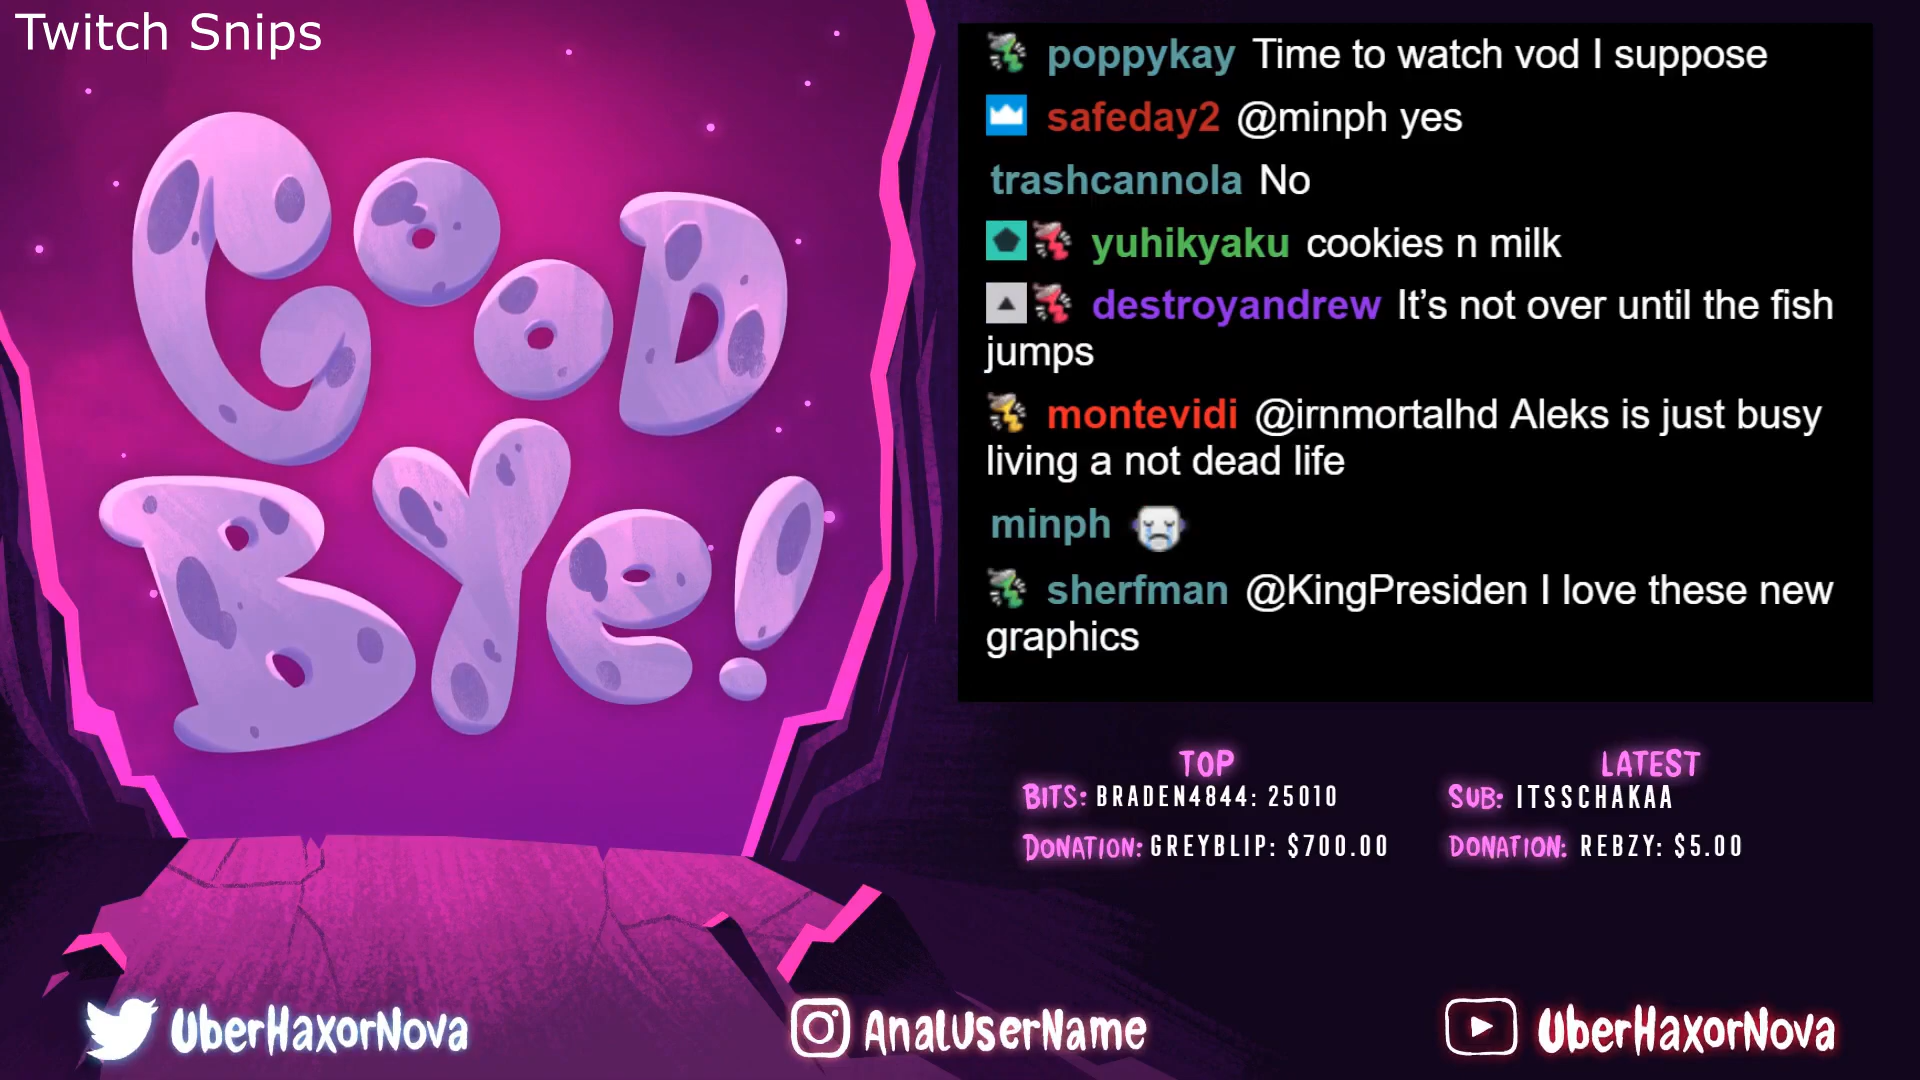 Twitch Snips
GOOD
BYe!
poppykay Time to watch vod I suppose
safeday2 @minph yes
trashcannola No
yuhikyaku cookies n milk
destroyandrew It’s not over until the fish
jumps
montevidi @irnmortalhd Aleks is just busy
living a not dead life
minph
sherfman @KingPresiden I love these new
graphics
TOP
BITS: BRADEN4844: 25010
DONATION: GREYBLIP: $700.00
LATEST
SUB: ITSSCHAKAA
DONATION: REBZY: $5.00
UberHaxorNova
AnalUserName
UberHaxorNova